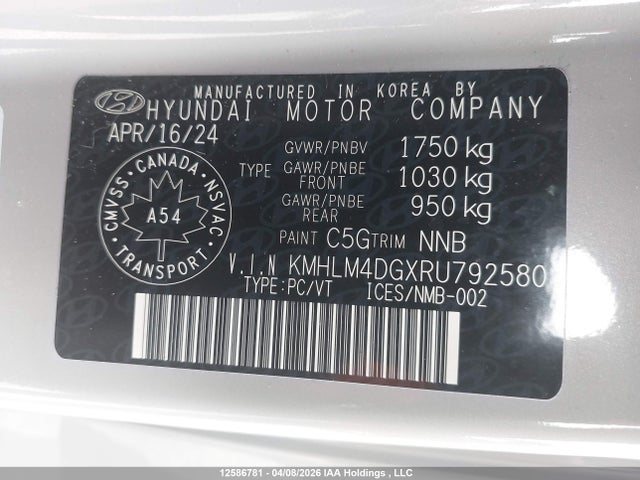 MANUFACTURED IN KOREA BY
HYUNDAI MOTOR COMPANY
APR/16/24
GVWR/PNBV 1750 kg
TYPE GAWR/PNBE FRONT 1030 kg
GAWR/PNBE REAR 950 kg
CANADA
CMVSS NSVAC
A54
TRANSPORT
PAINT C5G TRIM NNB
V.I.N KMHLM4DGXRU792580
TYPE:PC/VT ICES/NMB-002
12586781 - 04/08/2026 IAA Holdings , LLC